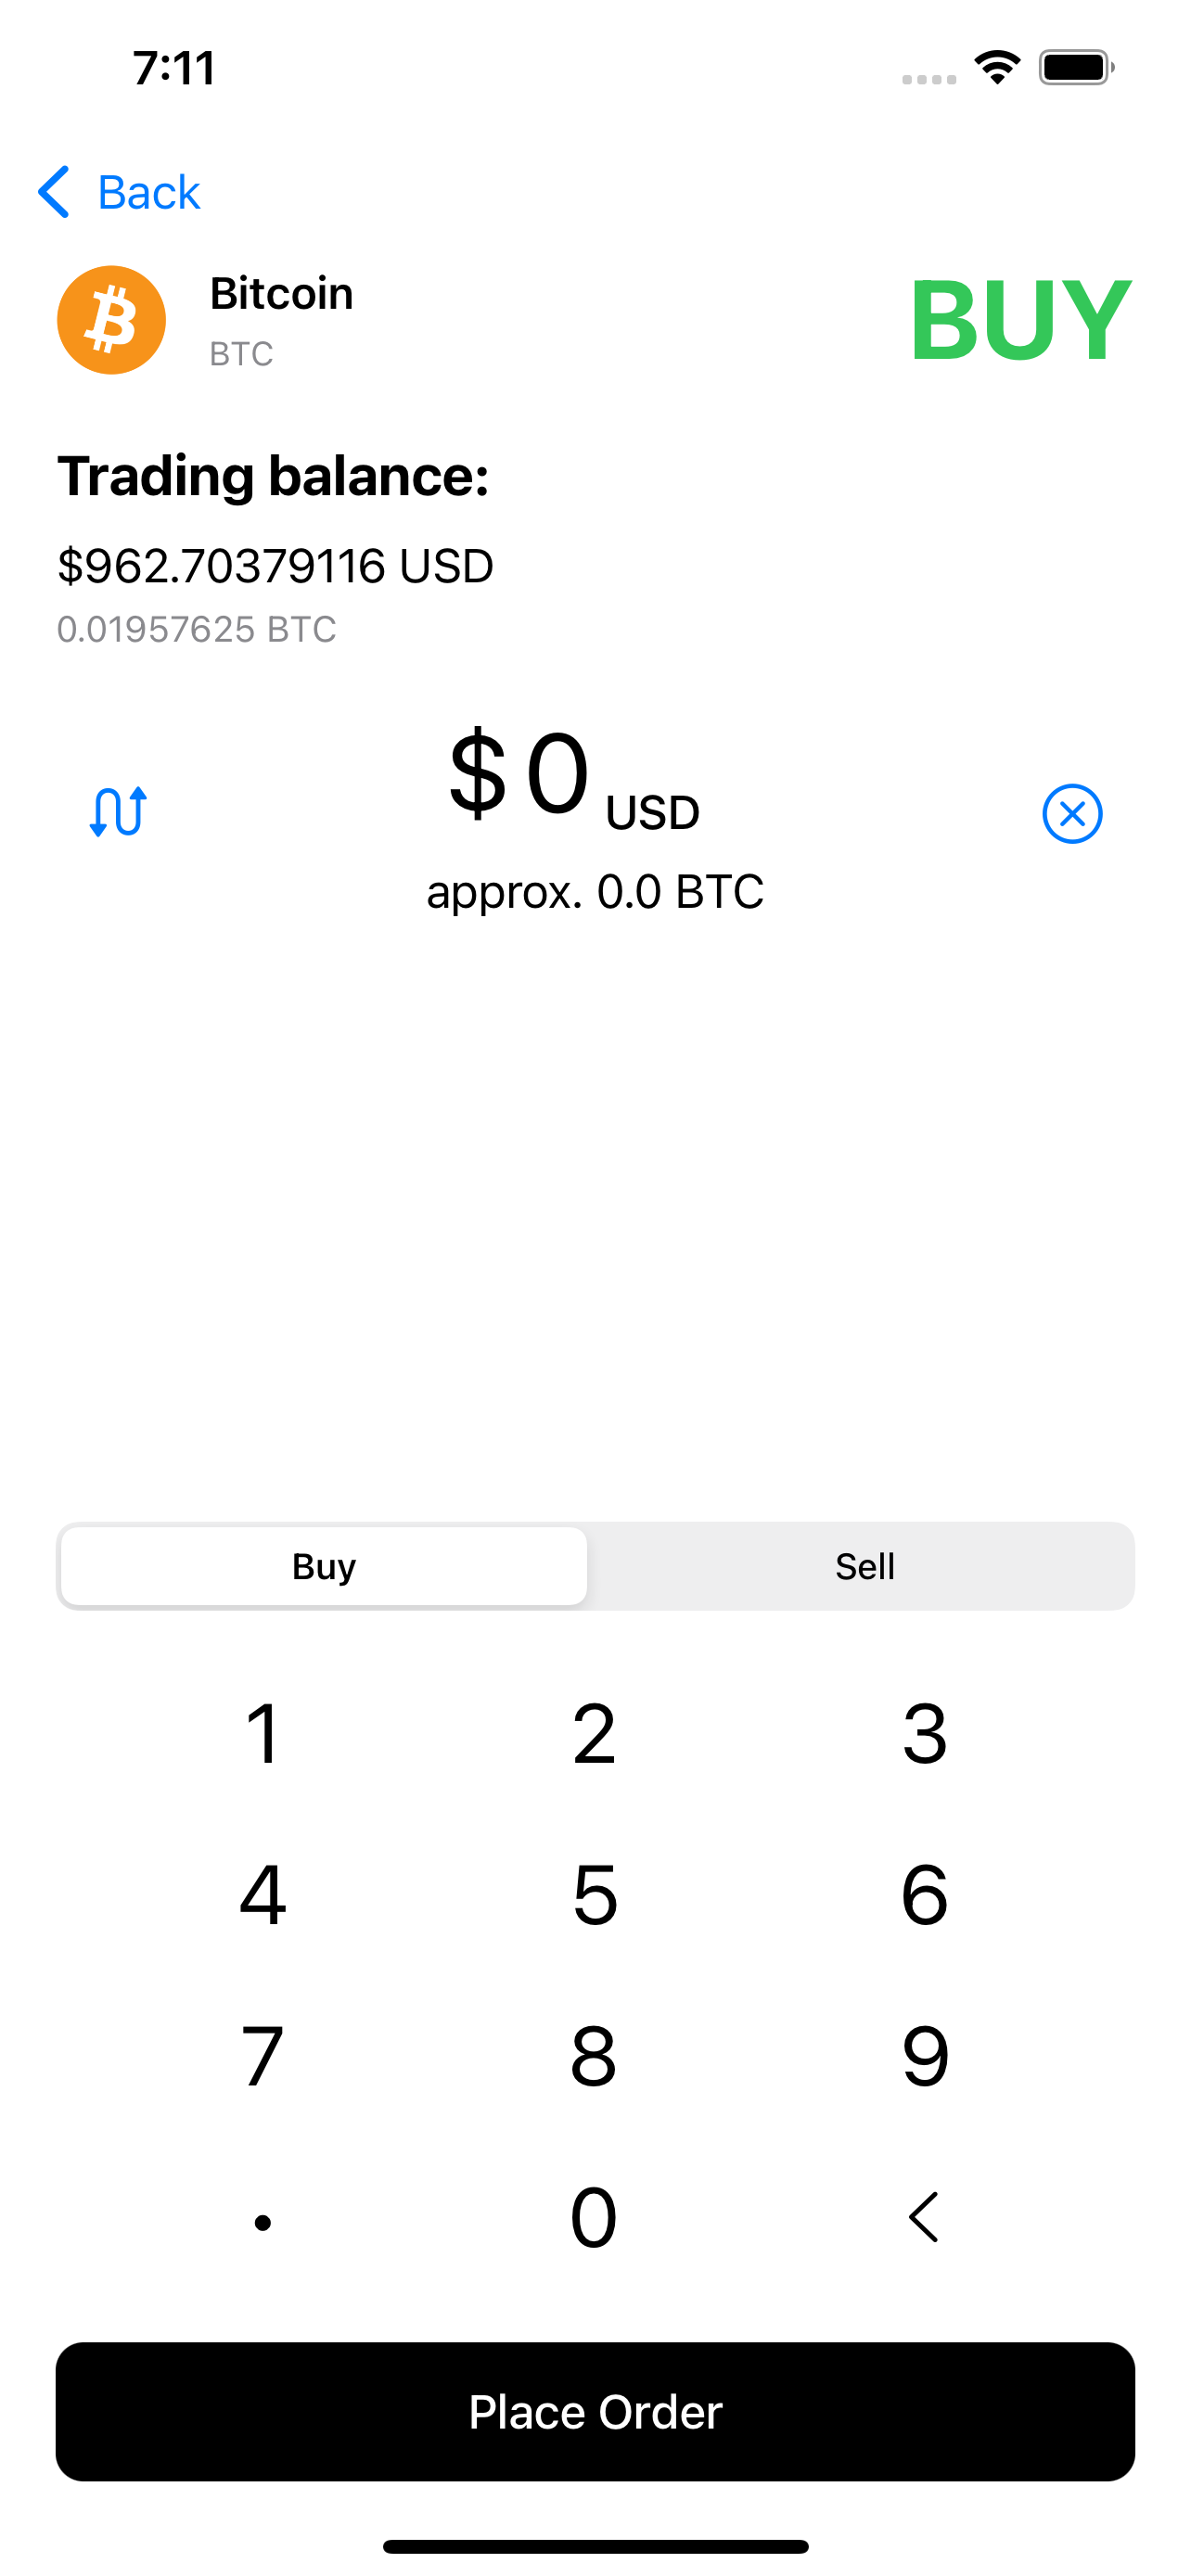 7:11
Back
Bitcoin
BTC
BUY
Trading balance:
$962.70379116 USD
0.01957625 BTC
$0 USD
approx. 0.0 BTC
Buy Sell
1 2 3
4 5 6
7 8 9
. 0 <
Place Order